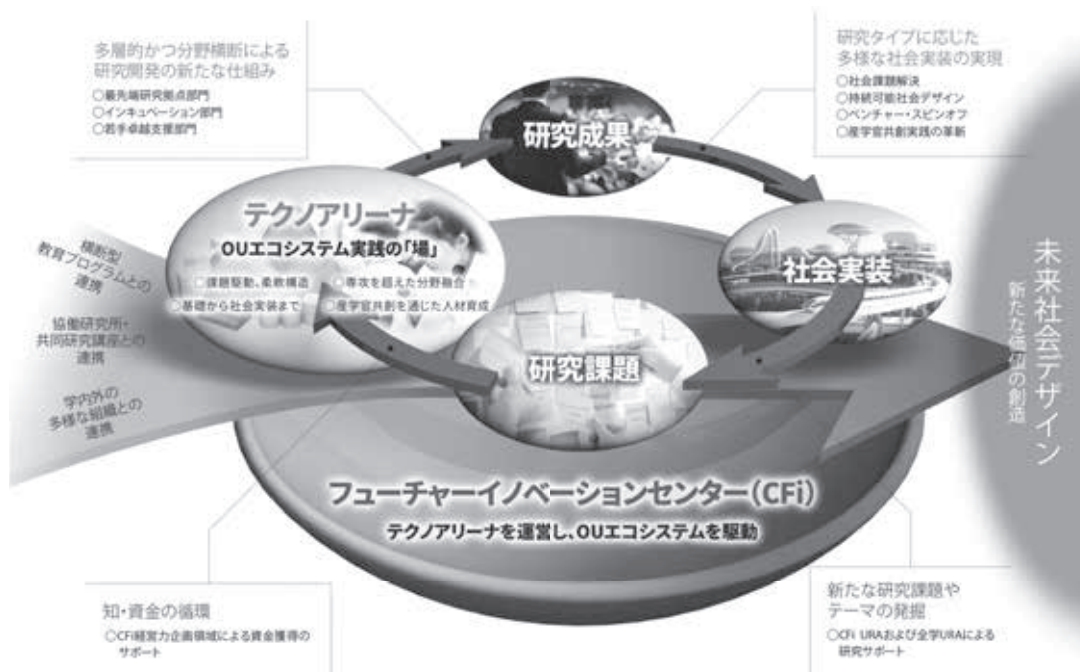 多層的かつ分野横断による
研究開発の新たな仕組み
○最先端研究拠点部門
○インキュベーション部門
○若手卓越支援部門
研究タイプに応じた
多様な社会実装の実現
○社会課題解決
○持続可能社会デザイン
○ベンチャー・スピンオフ
○産学官共創実践の革新
研究成果
テクノアリーナ
OUエコシステム実践の「場」
○課題駆動、柔軟構造
○専攻を超えた分野融合
○基礎から社会実装まで
○産学官共創を通じた人材育成
社会実装
研究課題
横断型
教育プログラムとの
連携
協働研究所・
共同研究講座との
連携
学内外の
多様な組織との
連携
未来社会デザイン
新たな価値の創造
フューチャーイノベーションセンター(CFi)
テクノアリーナを運営し、OUエコシステムを駆動
知・資金の循環
○CFi経営力企画領域による資金獲得の
サポート
新たな研究課題や
テーマの発掘
○CFi URAおよび全学URAによる
研究サポート